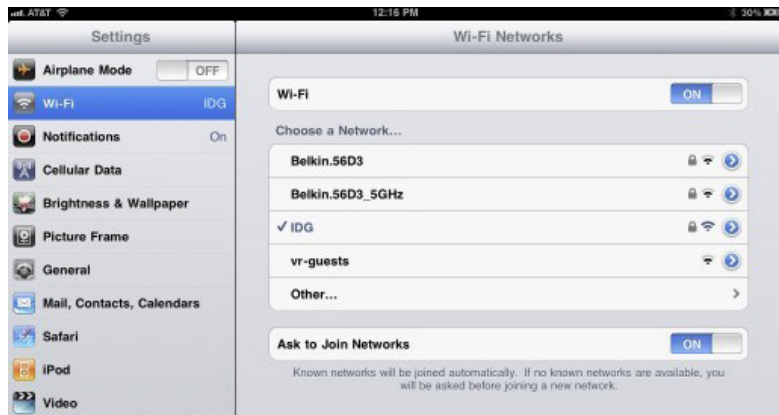 AT&T 12:16 PM 30%
Settings
Airplane Mode OFF
Wi-Fi IDG
Notifications On
Cellular Data
Brightness & Wallpaper
Picture Frame
General
Mail, Contacts, Calendars
Safari
iPod
Video
Wi-Fi Networks
Wi-Fi ON
Choose a Network...
Belkin.56D3
Belkin.56D3_5GHz
IDG
vr-guests
Other...
Ask to Join Networks ON
Known networks will be joined automatically. If no known networks are available, you
will be asked before joining a new network.